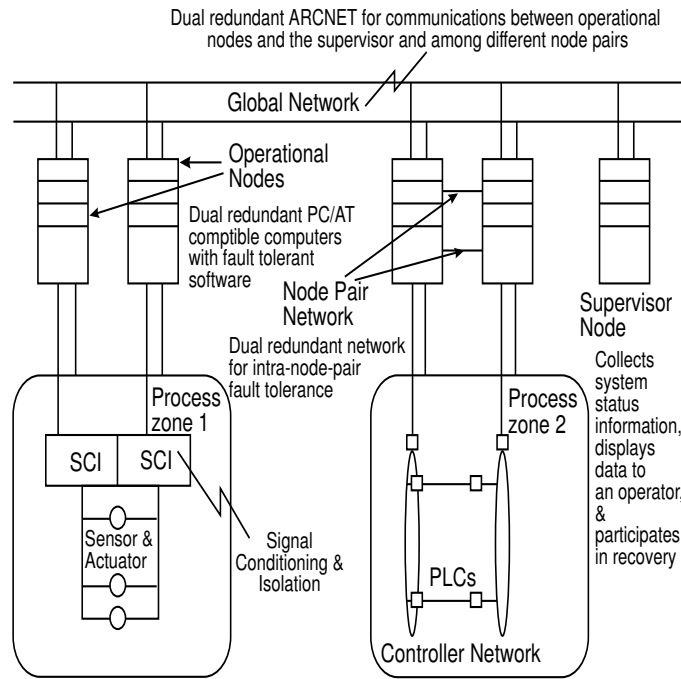 Dual redundant ARCNET for communications between operational
nodes and the supervisor and among different node pairs
Global Network
Operational
Nodes
Dual redundant PC/AT
comptible computers
with fault tolerant
software
Node Pair
Network
Dual redundant network
for intra-node-pair
fault tolerance
Supervisor
Node
Collects
system
status
information,
displays
data to
an operator,
&
participates
in recovery
Process
zone 1
SCI
SCI
Sensor &
Actuator
Signal
Conditioning &
Isolation
Process
zone 2
PLCs
Controller Network